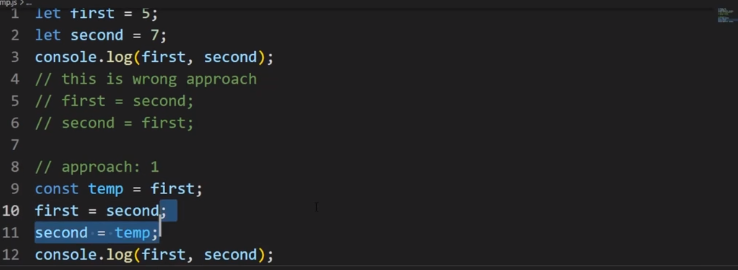 mp.js > ...
1 let first = 5;
2 let second = 7;
3 console.log(first, second);
4 // this is wrong approach
5 // first = second;
6 // second = first;
7
8 // approach: 1
9 const temp = first;
10 first = second;
11 second = temp;
12 console.log(first, second);